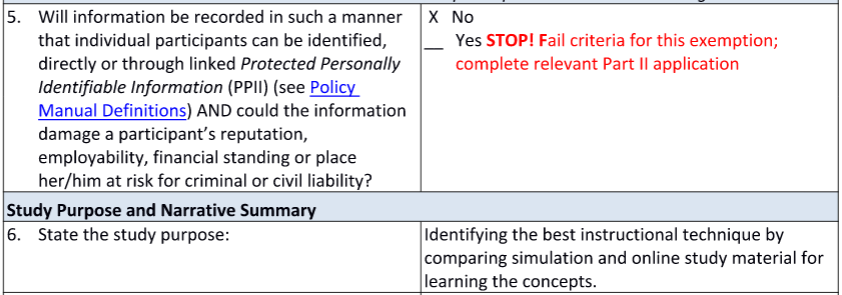 5. Will information be recorded in such a manner
that individual participants can be identified,
directly or through linked Protected Personally
Identifiable Information (PPII) (see Policy
Manual Definitions) AND could the information
damage a participant's reputation,
employability, financial standing or place
her/him at risk for criminal or civil liability?
X No
__ Yes STOP! Fail criteria for this exemption;
complete relevant Part II application
Study Purpose and Narrative Summary
6. State the study purpose:
Identifying the best instructional technique by
comparing simulation and online study material for
learning the concepts.